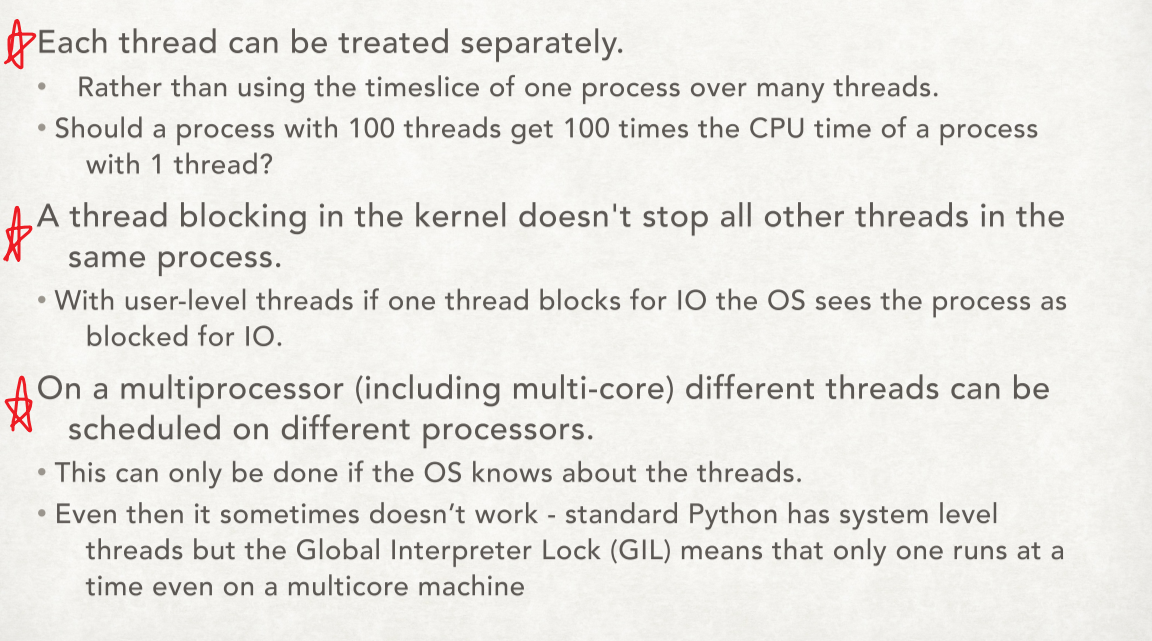 Each thread can be treated separately.
• Rather than using the timeslice of one process over many threads.
• Should a process with 100 threads get 100 times the CPU time of a process
with 1 thread?
A thread blocking in the kernel doesn't stop all other threads in the
same process.
• With user-level threads if one thread blocks for IO the OS sees the process as
blocked for IO.
On a multiprocessor (including multi-core) different threads can be
scheduled on different processors.
• This can only be done if the OS knows about the threads.
• Even then it sometimes doesn’t work - standard Python has system level
threads but the Global Interpreter Lock (GIL) means that only one runs at a
time even on a multicore machine